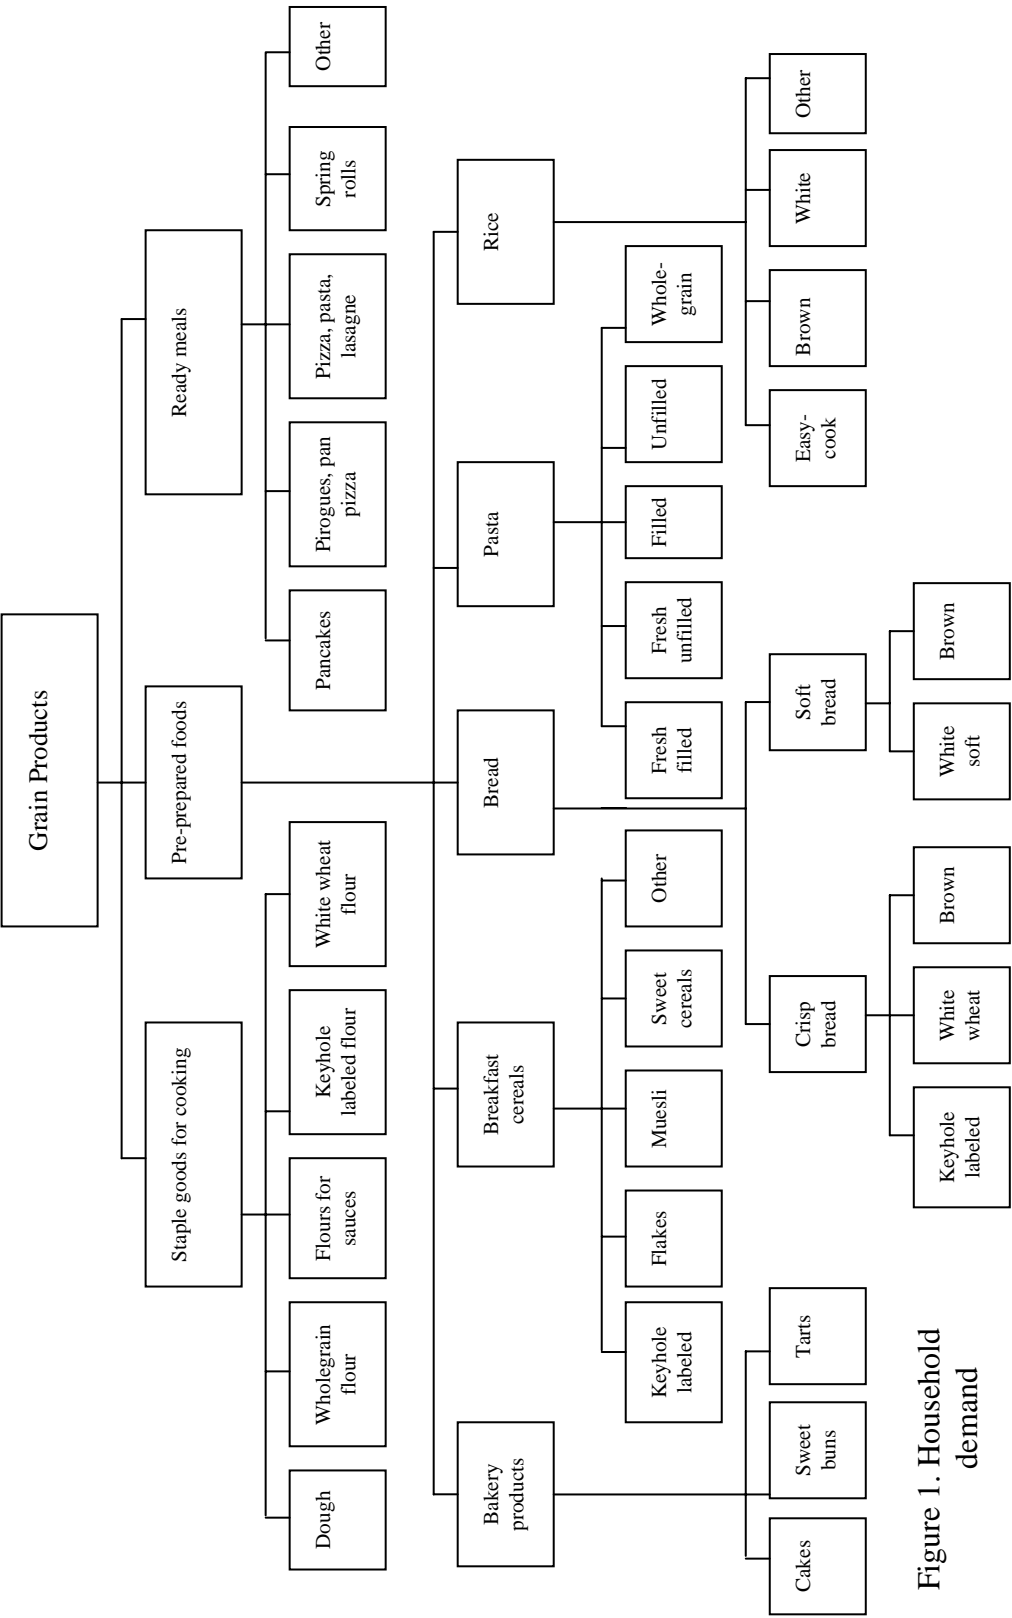 Grain Products
Staple goods for cooking
Pre-prepared foods
Ready meals
Dough
Wholegrain
flour
Flours for
sauces
Keyhole
labeled flour
White wheat
flour
Pancakes
Pirogues, pan
pizza
Pizza, pasta,
lasagne
Spring
rolls
Other
Bakery
products
Breakfast
cereals
Bread
Pasta
Rice
Keyhole
labeled
Flakes
Muesli
Sweet
cereals
Other
Fresh
filled
Fresh
unfilled
Filled
Unfilled
Whole-
grain
Cakes
Sweet
buns
Tarts
Crisp
bread
Soft
bread
Easy-
cook
Brown
White
Other
Keyhole
labeled
White
wheat
Brown
White
soft
Brown
Figure 1. Household
demand